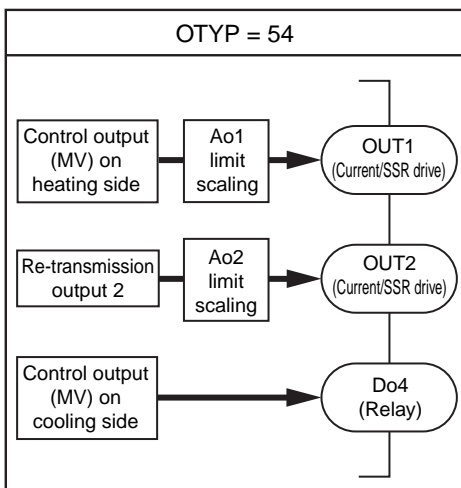 OTYP = 54
Control output
(MV) on
heating side
Ao1
limit
scaling
OUT1
(Current/SSR drive)
Re-transmission
output 2
Ao2
limit
scaling
OUT2
(Current/SSR drive)
Control output
(MV) on
cooling side
Do4
(Relay)